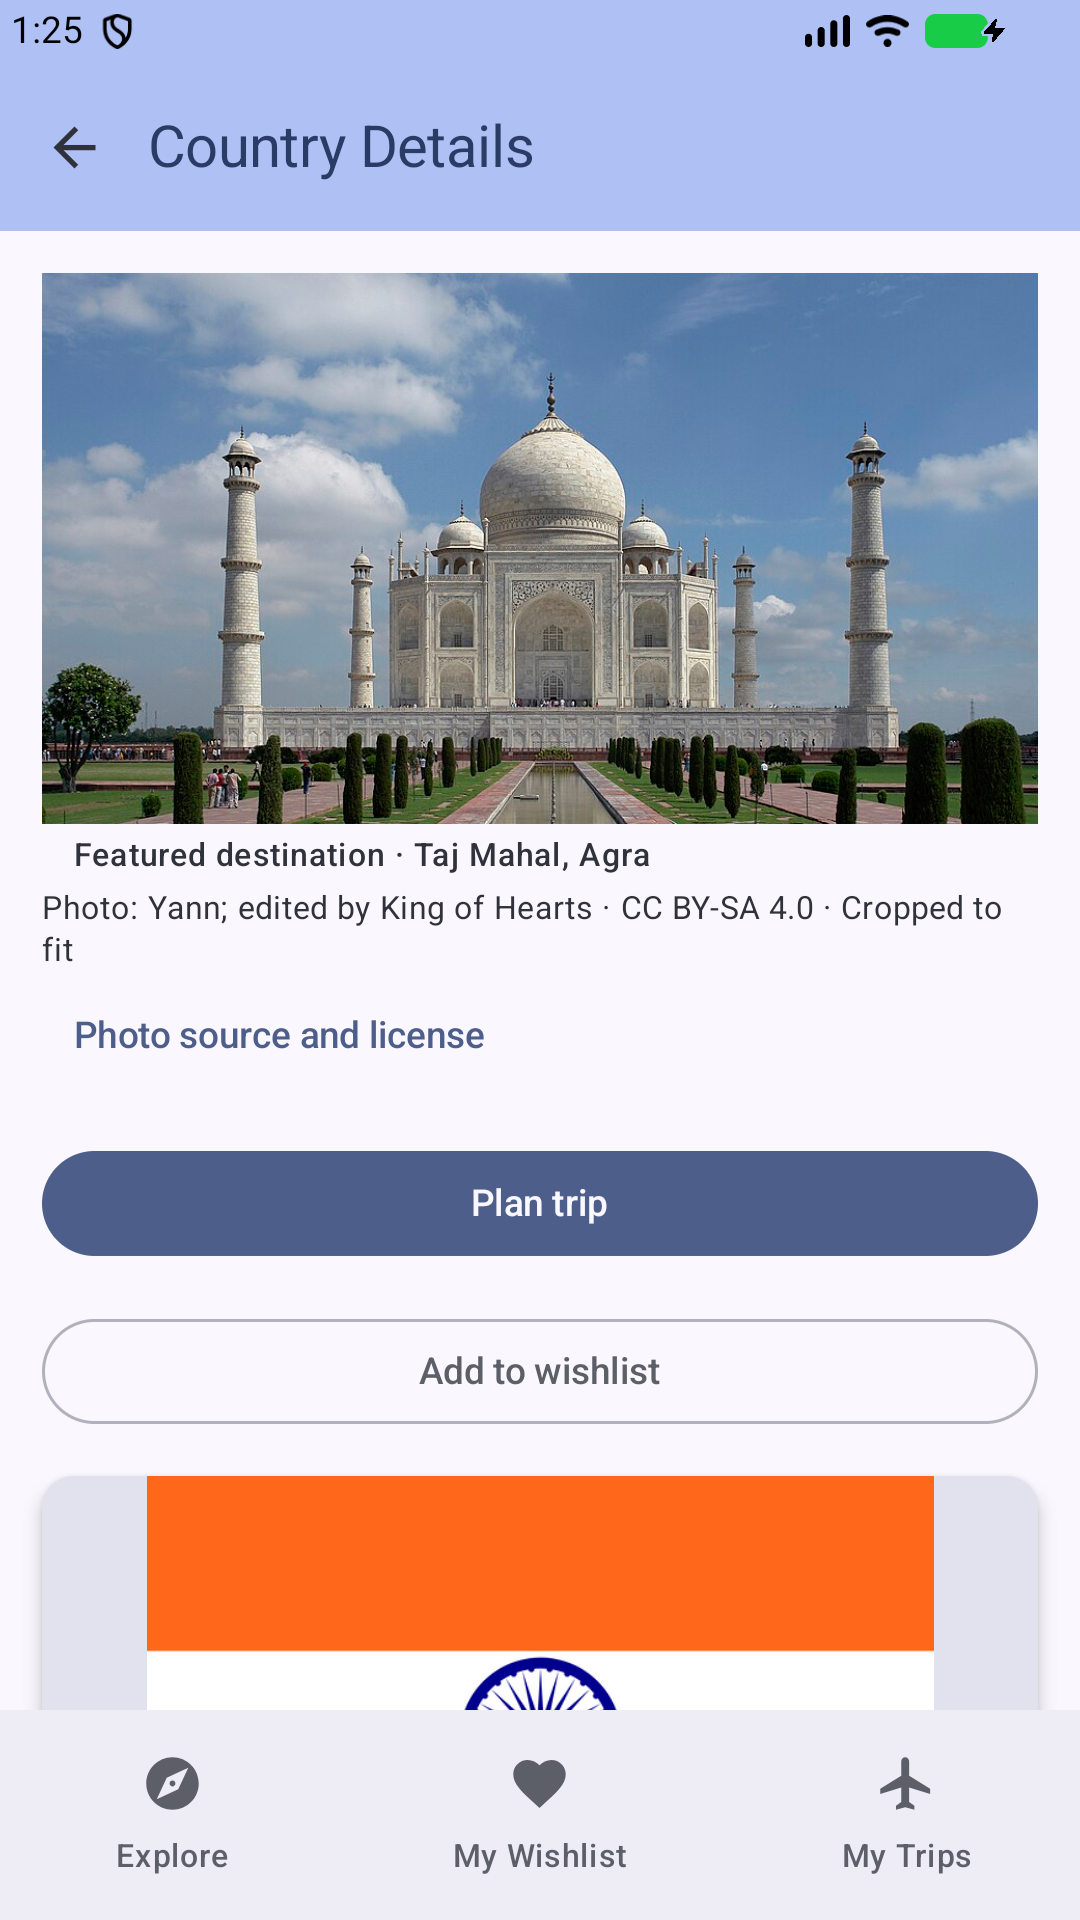 1:25
Country Details
Featured destination · Taj Mahal, Agra
Photo: Yann; edited by King of Hearts · CC BY-SA 4.0 · Cropped to
fit
Photo source and license
Plan trip
Add to wishlist
Explore
My Wishlist
My Trips